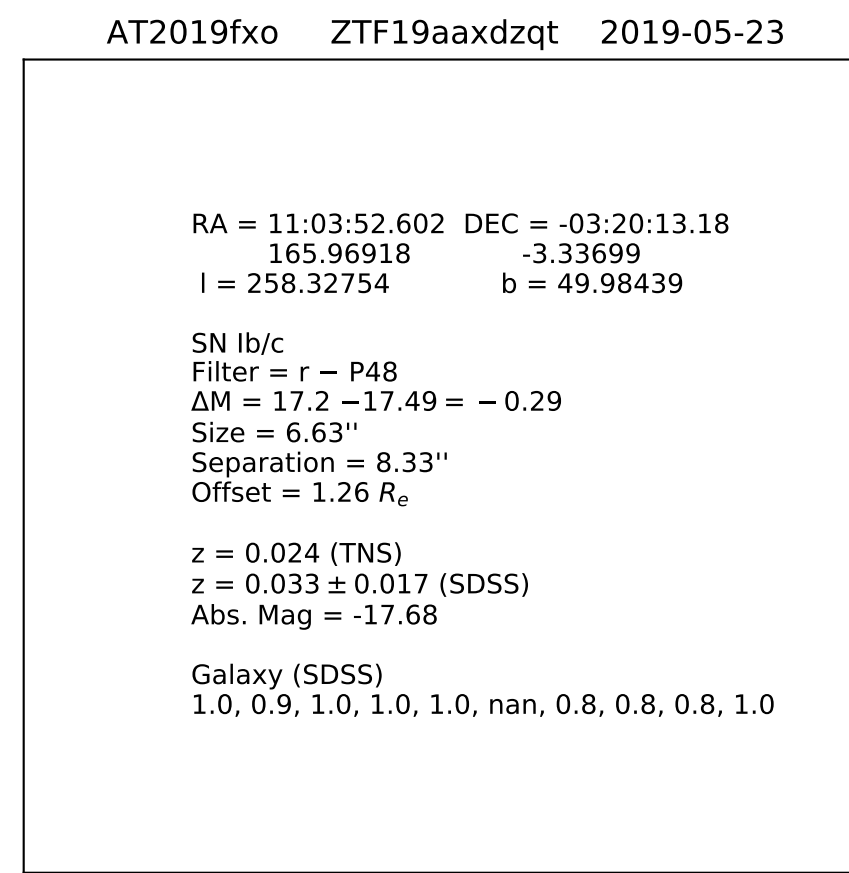 AT2019fxo ZTF19aaxdzqt 2019-05-23
RA = 11:03:52.602 DEC = -03:20:13.18
165.96918 -3.33699
l = 258.32754 b = 49.98439
SN Ib/c
Filter = r − P48
ΔM = 17.2 −17.49 = − 0.29
Size = 6.63''
Separation = 8.33''
Offset = 1.26 Rₑ
z = 0.024 (TNS)
z = 0.033 ± 0.017 (SDSS)
Abs. Mag = -17.68
Galaxy (SDSS)
1.0, 0.9, 1.0, 1.0, 1.0, nan, 0.8, 0.8, 0.8, 1.0